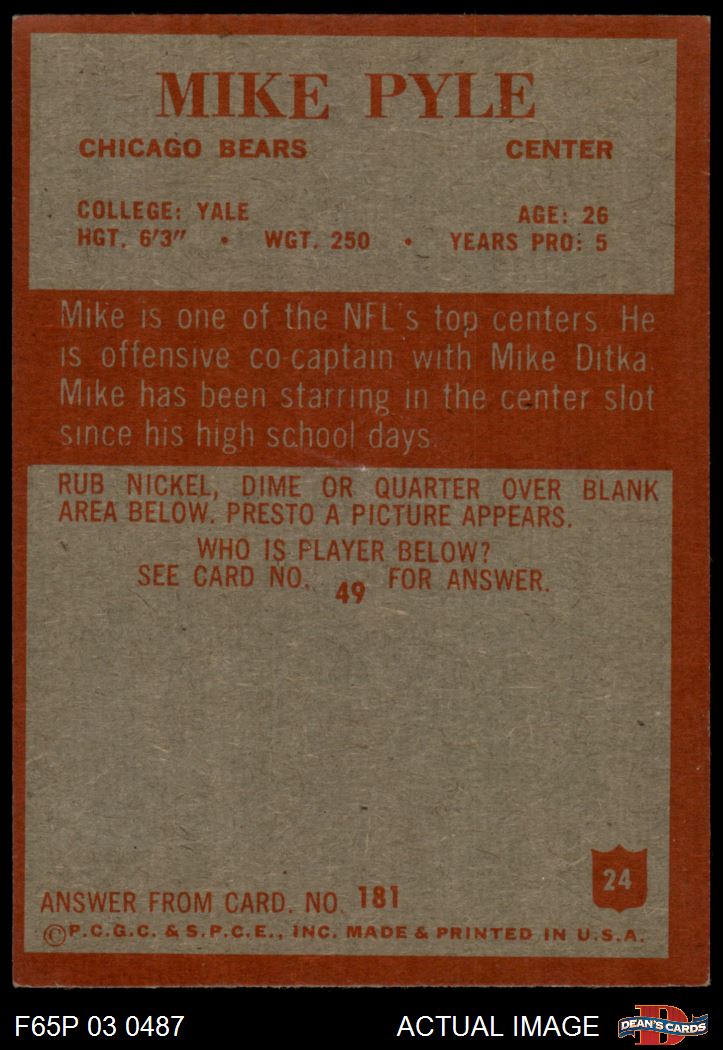 MIKE PYLE
CHICAGO BEARS CENTER
COLLEGE: YALE AGE: 26
HGT. 6'3" • WGT. 250 • YEARS PRO: 5
Mike is one of the NFL's top centers. He
is offensive co-captain with Mike Ditka.
Mike has been starring in the center slot
since his high school days.
RUB NICKEL, DIME OR QUARTER OVER BLANK
AREA BELOW. PRESTO A PICTURE APPEARS.
WHO IS PLAYER BELOW?
SEE CARD NO. 49 FOR ANSWER.
24
ANSWER FROM CARD. NO. 181
©P.C.G.C. & S.P.C.E., INC. MADE & PRINTED IN U.S.A.
F65P 03 0487 ACTUAL IMAGE D DEAN'S CARDS